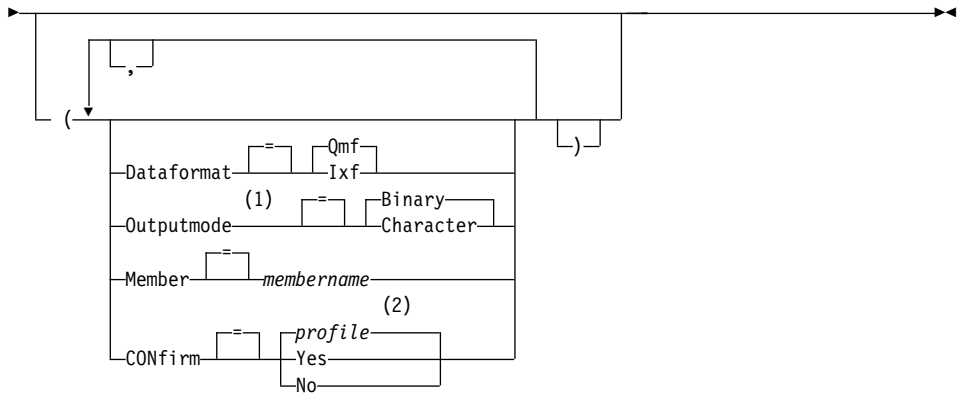 ,
(
)
= Qmf
Dataformat Ixf
(1) = Binary
Outputmode Character
=
Member membername
(2)
= profile
CONfirm Yes
No